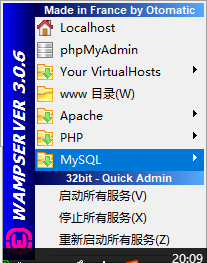 Made in France by Otomatic
WAMPSERVER 3.0.6
Localhost
phpMyAdmin
Your VirtualHosts
www 目录(W)
Apache
PHP
MySQL
32bit - Quick Admin
启动所有服务(V)
停止所有服务(X)
重新启动所有服务(Z)
20:09